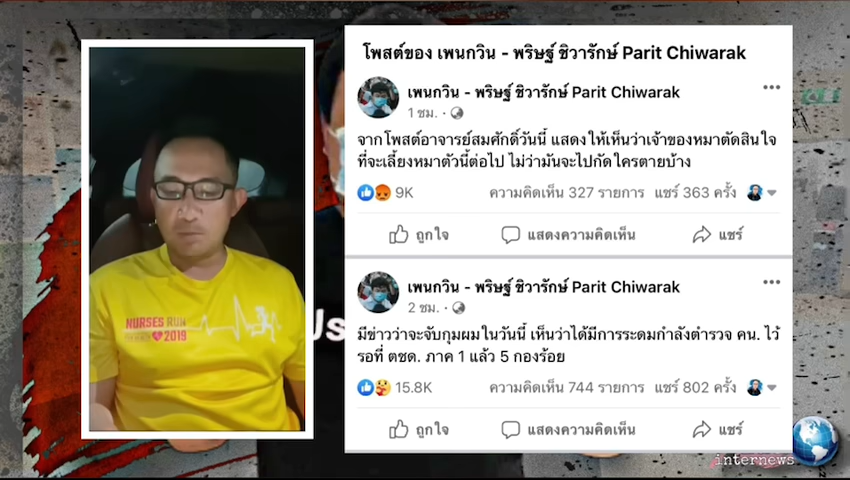 โพสต์ของ เพนกวิน - พริษฐ์ ชิวารักษ์ Parit Chiwarak
เพนกวิน - พริษฐ์ ชิวารักษ์ Parit Chiwarak
1 ชม. ·
จากโพสต์อาจารย์สมศักดิ์วันนี้ แสดงให้เห็นว่าเจ้าของหมาตัดสินใจ
ที่จะเลี้ยงหมาตัวนี้ต่อไป ไม่ว่ามันจะไปกัดใครตายบ้าง
9K ความคิดเห็น 327 รายการ แชร์ 363 ครั้ง
ถูกใจ แสดงความคิดเห็น แชร์
เพนกวิน - พริษฐ์ ชิวารักษ์ Parit Chiwarak
2 ชม. ·
มีข่าวว่าจะจับกุมผมในวันนี้ เห็นว่าได้มีการระดมกำลังตำรวจ คน. ไว้
รอที่ ตชด. ภาค 1 แล้ว 5 กองร้อย
15.8K ความคิดเห็น 744 รายการ แชร์ 802 ครั้ง
ถูกใจ แสดงความคิดเห็น แชร์
NURSES RUN
2019
ประ
internews